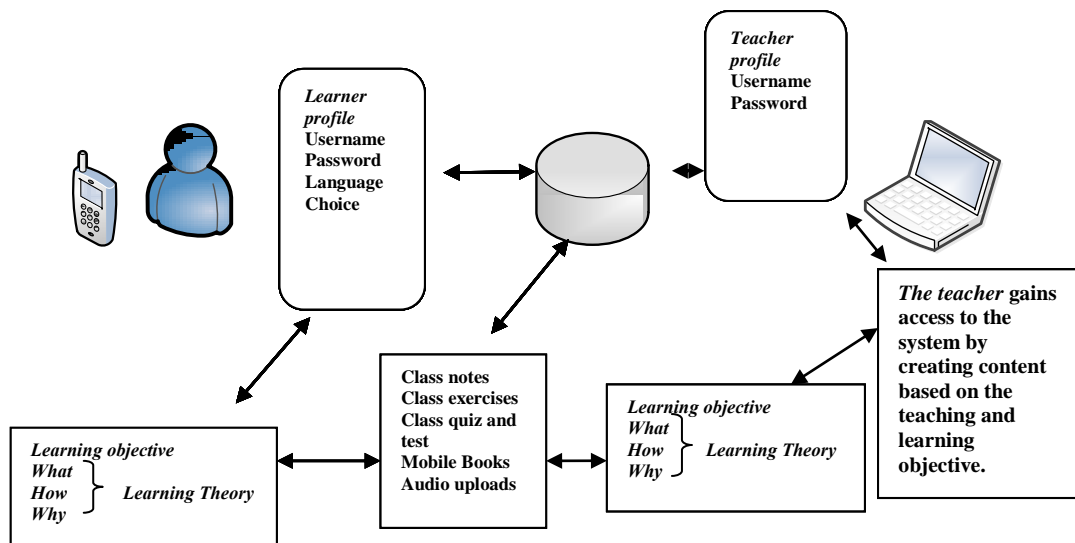 Teacher
profile
Username
Password
Learner
profile
Username
Password
Language
Choice
The teacher gains
access to the
system by
creating content
based on the
teaching and
learning
objective.
Class notes
Class exercises
Class quiz and
test
Mobile Books
Audio uploads
Learning objective
What
How Learning Theory
Why
Learning objective
What
How Learning Theory
Why